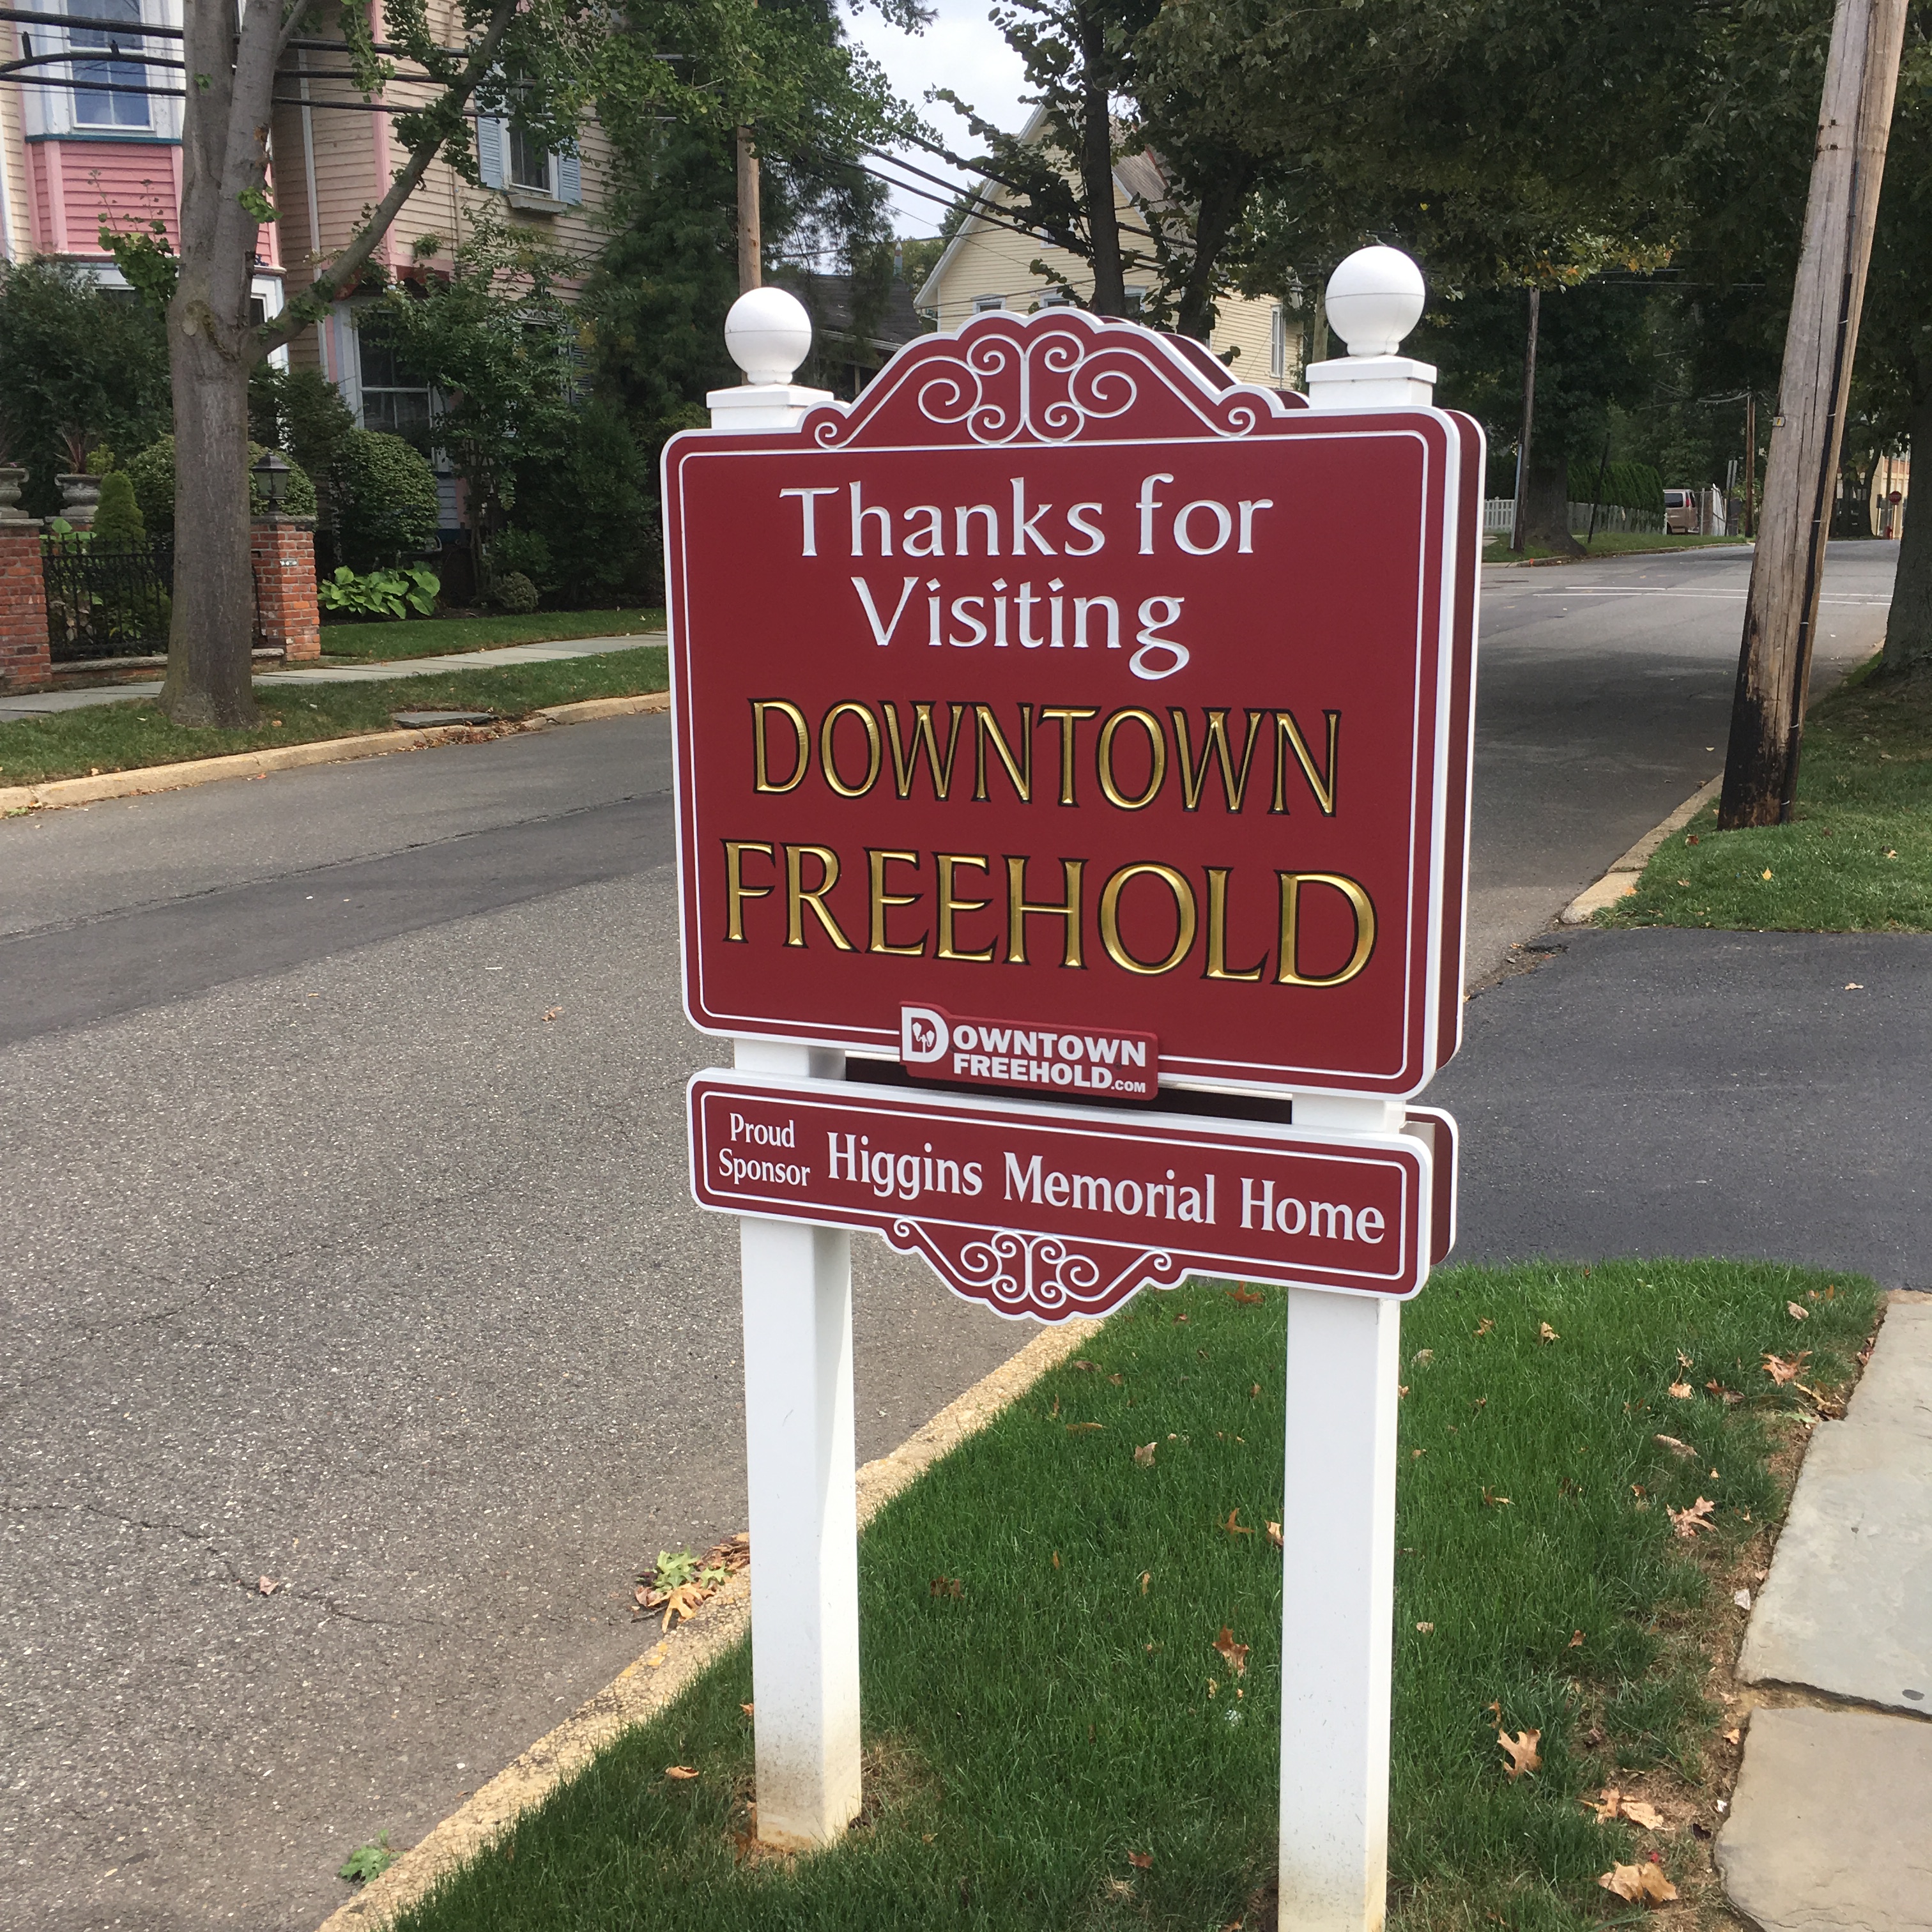 Thanks for
Visiting
DOWNTOWN
FREEHOLD
DOWNTOWN
FREEHOLD.COM
Proud
Sponsor
Higgins Memorial Home